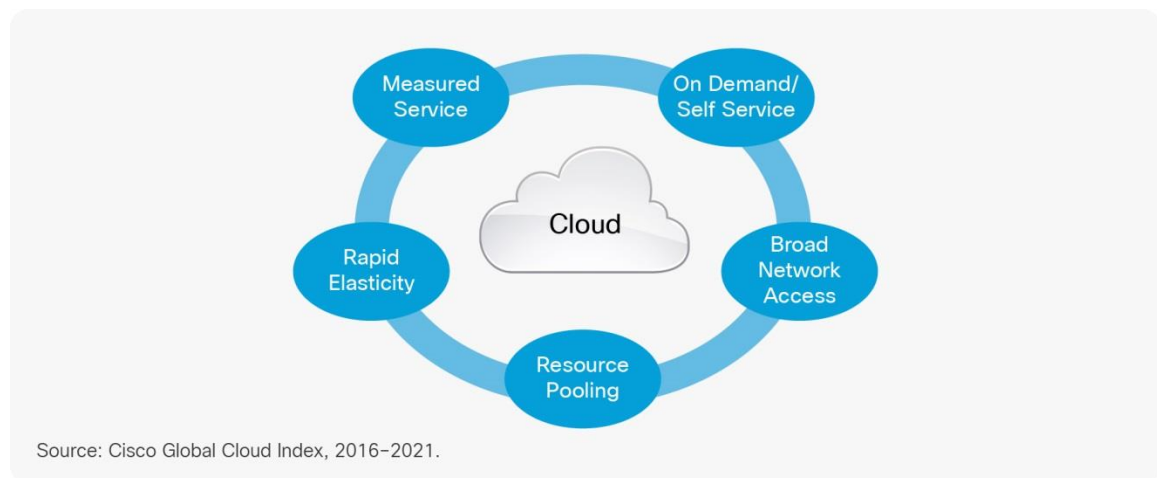 Measured
Service
On Demand/
Self Service
Cloud
Rapid
Elasticity
Broad
Network
Access
Resource
Pooling
Source: Cisco Global Cloud Index, 2016–2021.